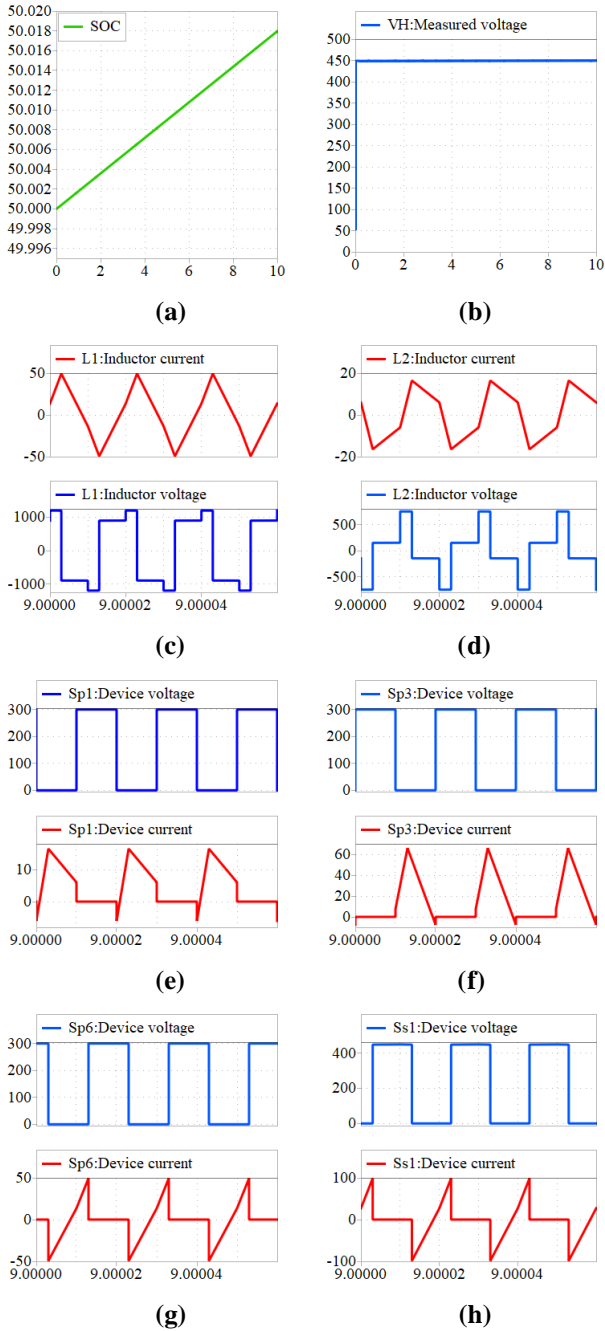 50.020
50.018
50.016
50.014
50.012
50.010
50.008
50.006
50.004
50.002
50.000
49.998
49.996
SOC
0 2 4 6 8 10
(a)
VH:Measured voltage
500
450
400
350
300
250
200
150
100
50
0
0 2 4 6 8 10
(b)
L1:Inductor current
50
0
-50
L1:Inductor voltage
1000
0
-1000
9.00000 9.00002 9.00004
(c)
L2:Inductor current
20
0
-20
L2:Inductor voltage
500
0
-500
9.00000 9.00002 9.00004
(d)
Sp1:Device voltage
300
200
100
0
Sp1:Device current
10
0
9.00000 9.00002 9.00004
(e)
Sp3:Device voltage
300
200
100
0
Sp3:Device current
60
40
20
0
9.00000 9.00002 9.00004
(f)
Sp6:Device voltage
300
200
100
0
Sp6:Device current
50
0
-50
9.00000 9.00002 9.00004
(g)
Ss1:Device voltage
400
200
0
Ss1:Device current
100
0
-100
9.00000 9.00002 9.00004
(h)